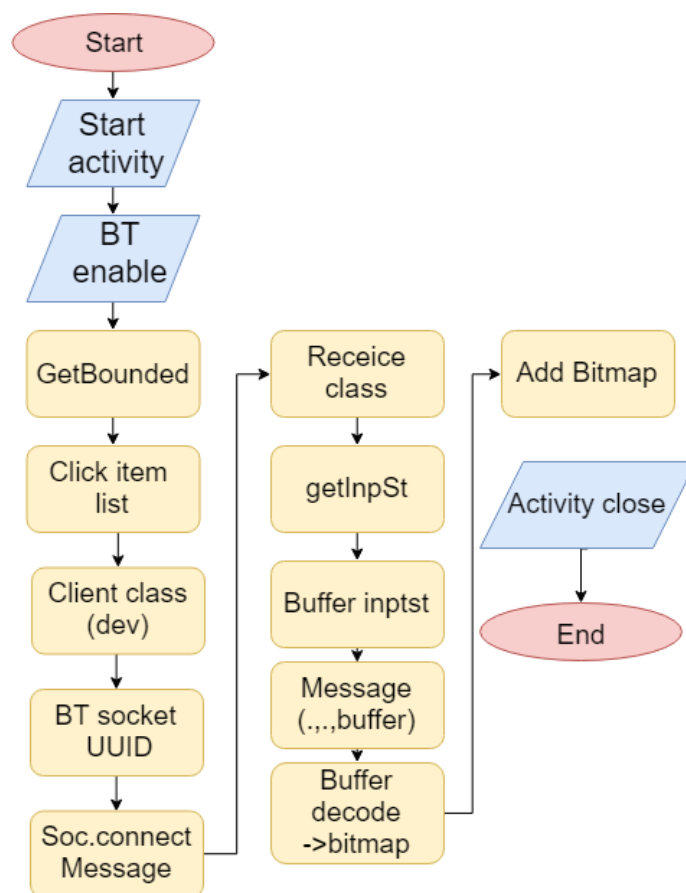 Start
Start
activity
BT
enable
GetBounded
Click item
list
Client class
(dev)
BT socket
UUID
Soc.connect
Message
Receice
class
getInpSt
Buffer inptst
Message
(.,.,buffer)
Buffer
decode
->bitmap
Add Bitmap
Activity close
End